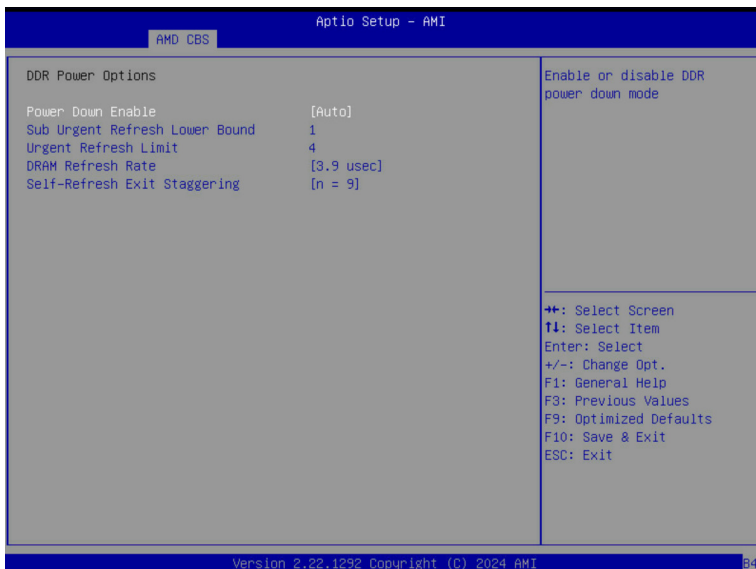 Aptio Setup – AMI
AMD CBS
DDR Power Options
Power Down Enable [Auto]
Sub Urgent Refresh Lower Bound 1
Urgent Refresh Limit 4
DRAM Refresh Rate [3.9 usec]
Self-Refresh Exit Staggering [n = 9]
Enable or disable DDR
power down mode
→←: Select Screen
↑↓: Select Item
Enter: Select
+/-: Change Opt.
F1: General Help
F3: Previous Values
F9: Optimized Defaults
F10: Save & Exit
ESC: Exit
Version 2.22.1292 Copyright (C) 2024 AMI
B4